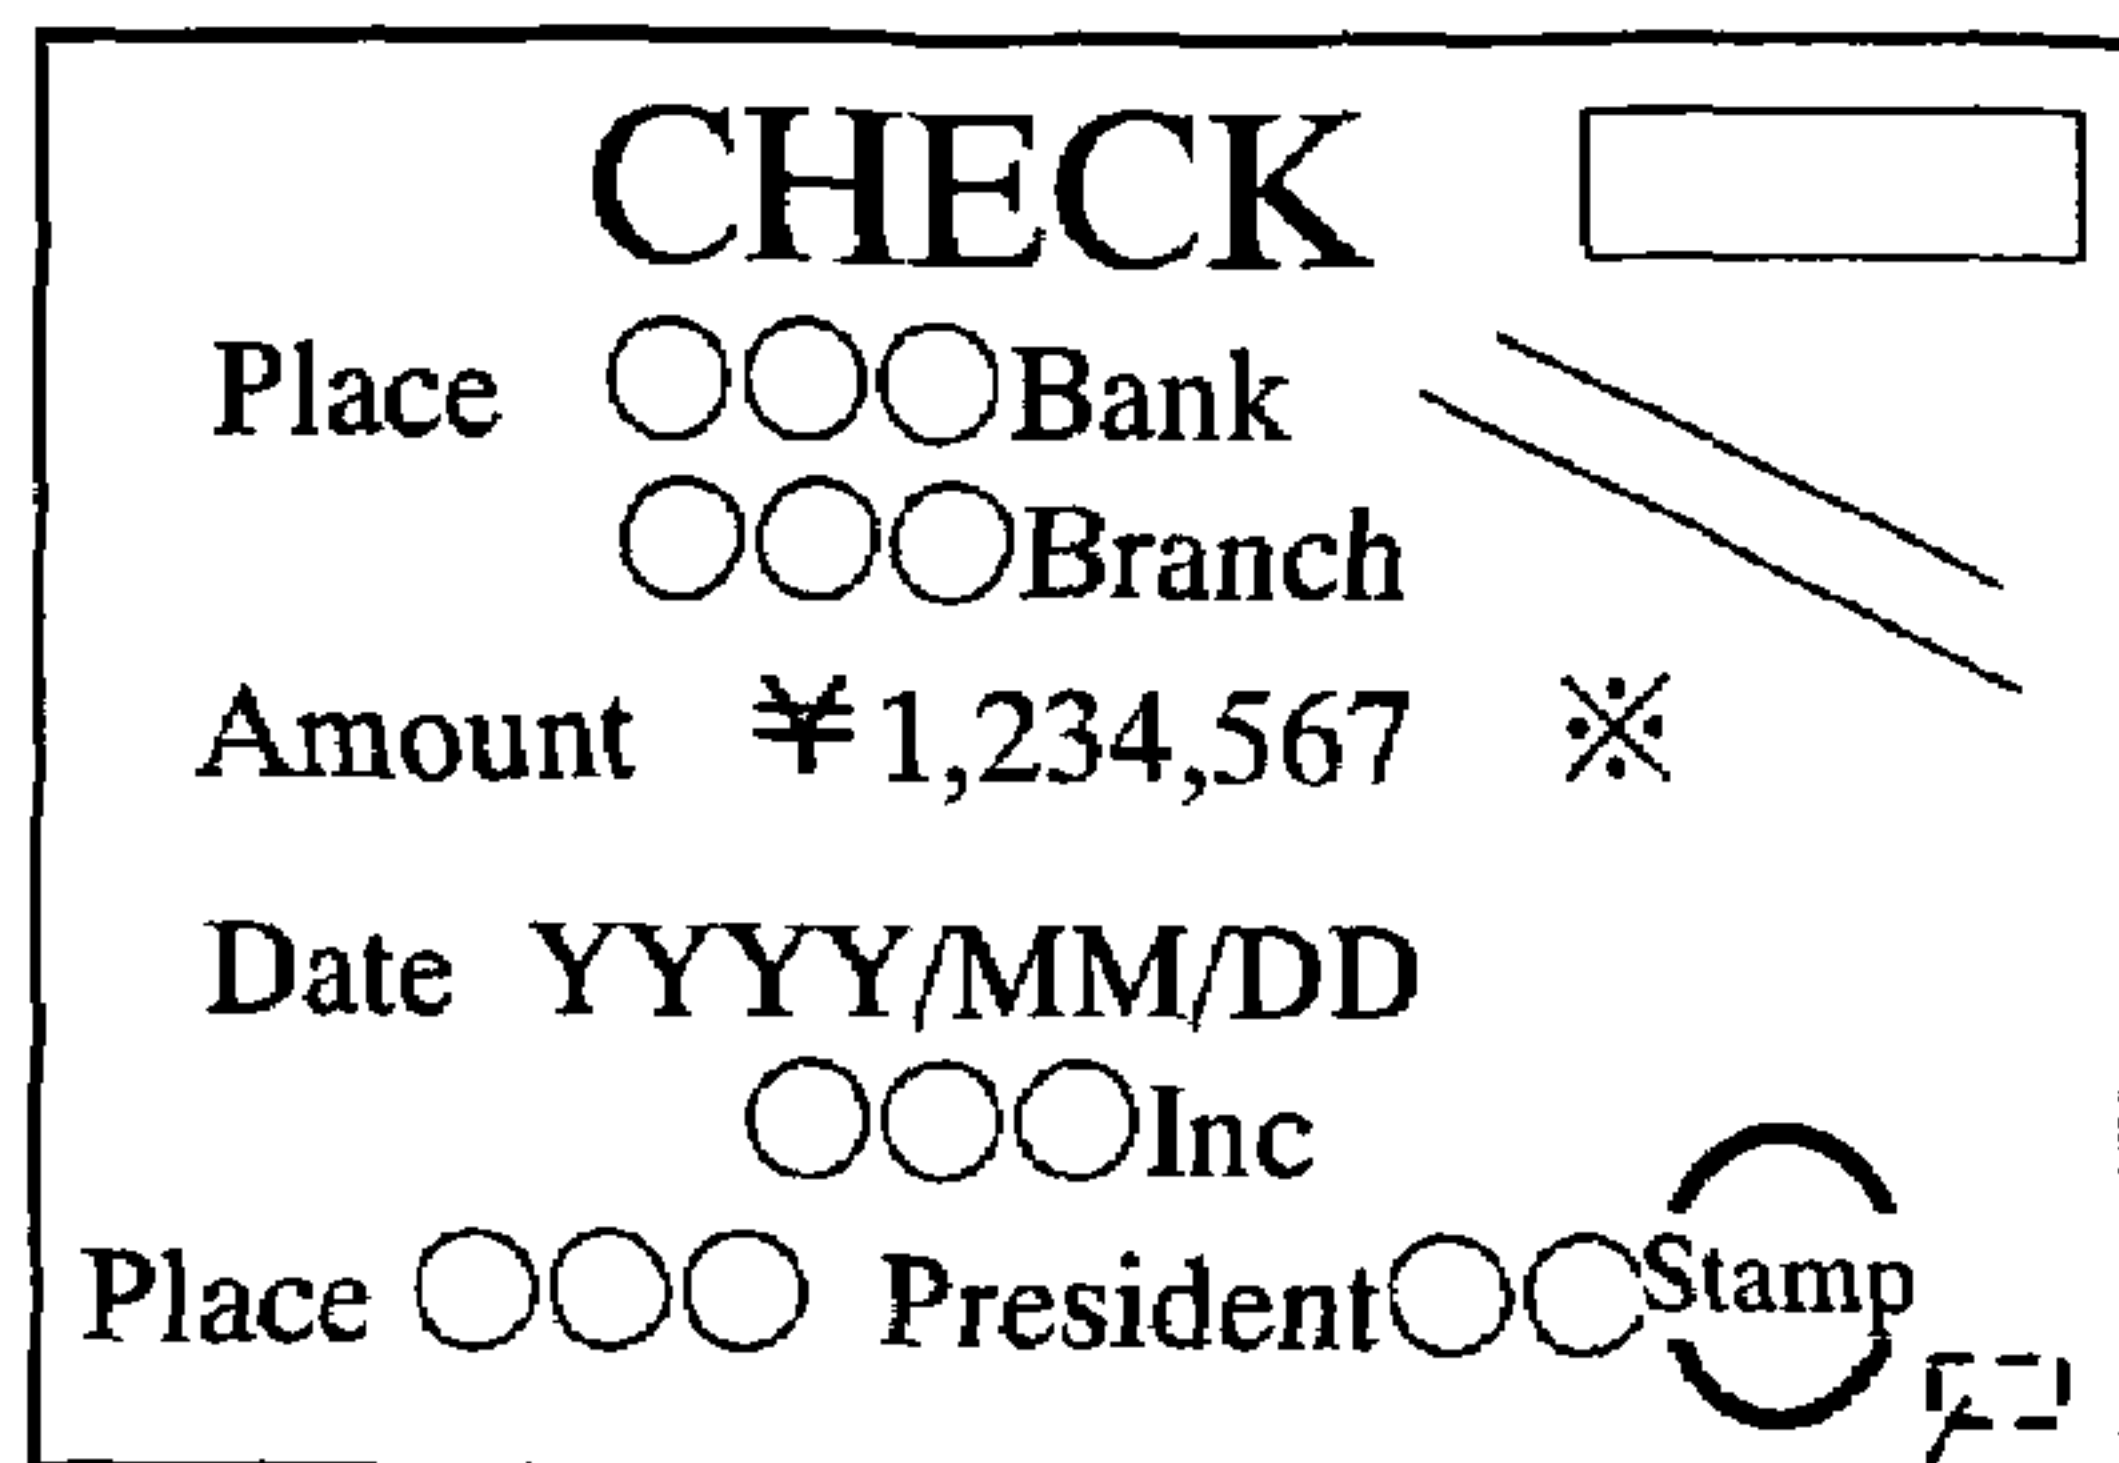 CHECK
Place ○○○Bank
○○○Branch
Amount ¥1,234,567 ※
Date YYYY/MM/DD
○○○Inc
Place ○○○ President○○Stamp